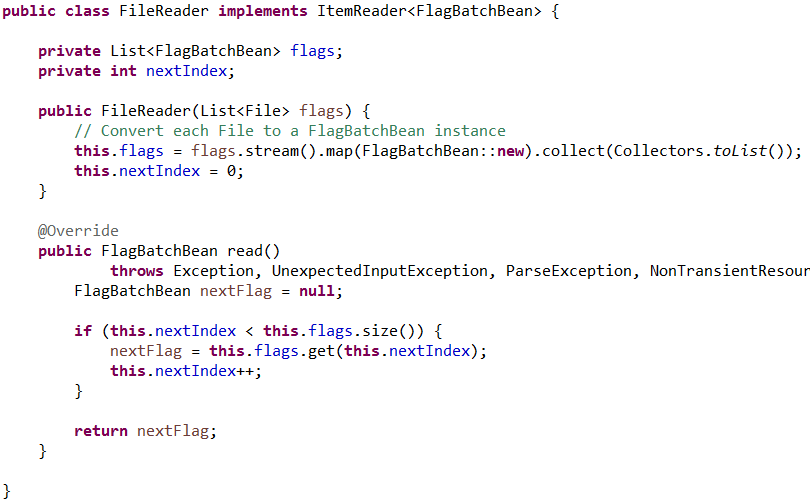 public class FileReader implements ItemReader<FlagBatchBean> {
private List<FlagBatchBean> flags;
private int nextIndex;
public FileReader(List<File> flags) {
// Convert each File to a FlagBatchBean instance
this.flags = flags.stream().map(FlagBatchBean::new).collect(Collectors.toList());
this.nextIndex = 0;
}
@Override
public FlagBatchBean read()
throws Exception, UnexpectedInputException, ParseException, NonTransientResour
FlagBatchBean nextFlag = null;
if (this.nextIndex < this.flags.size()) {
nextFlag = this.flags.get(this.nextIndex);
this.nextIndex++;
}
return nextFlag;
}
}